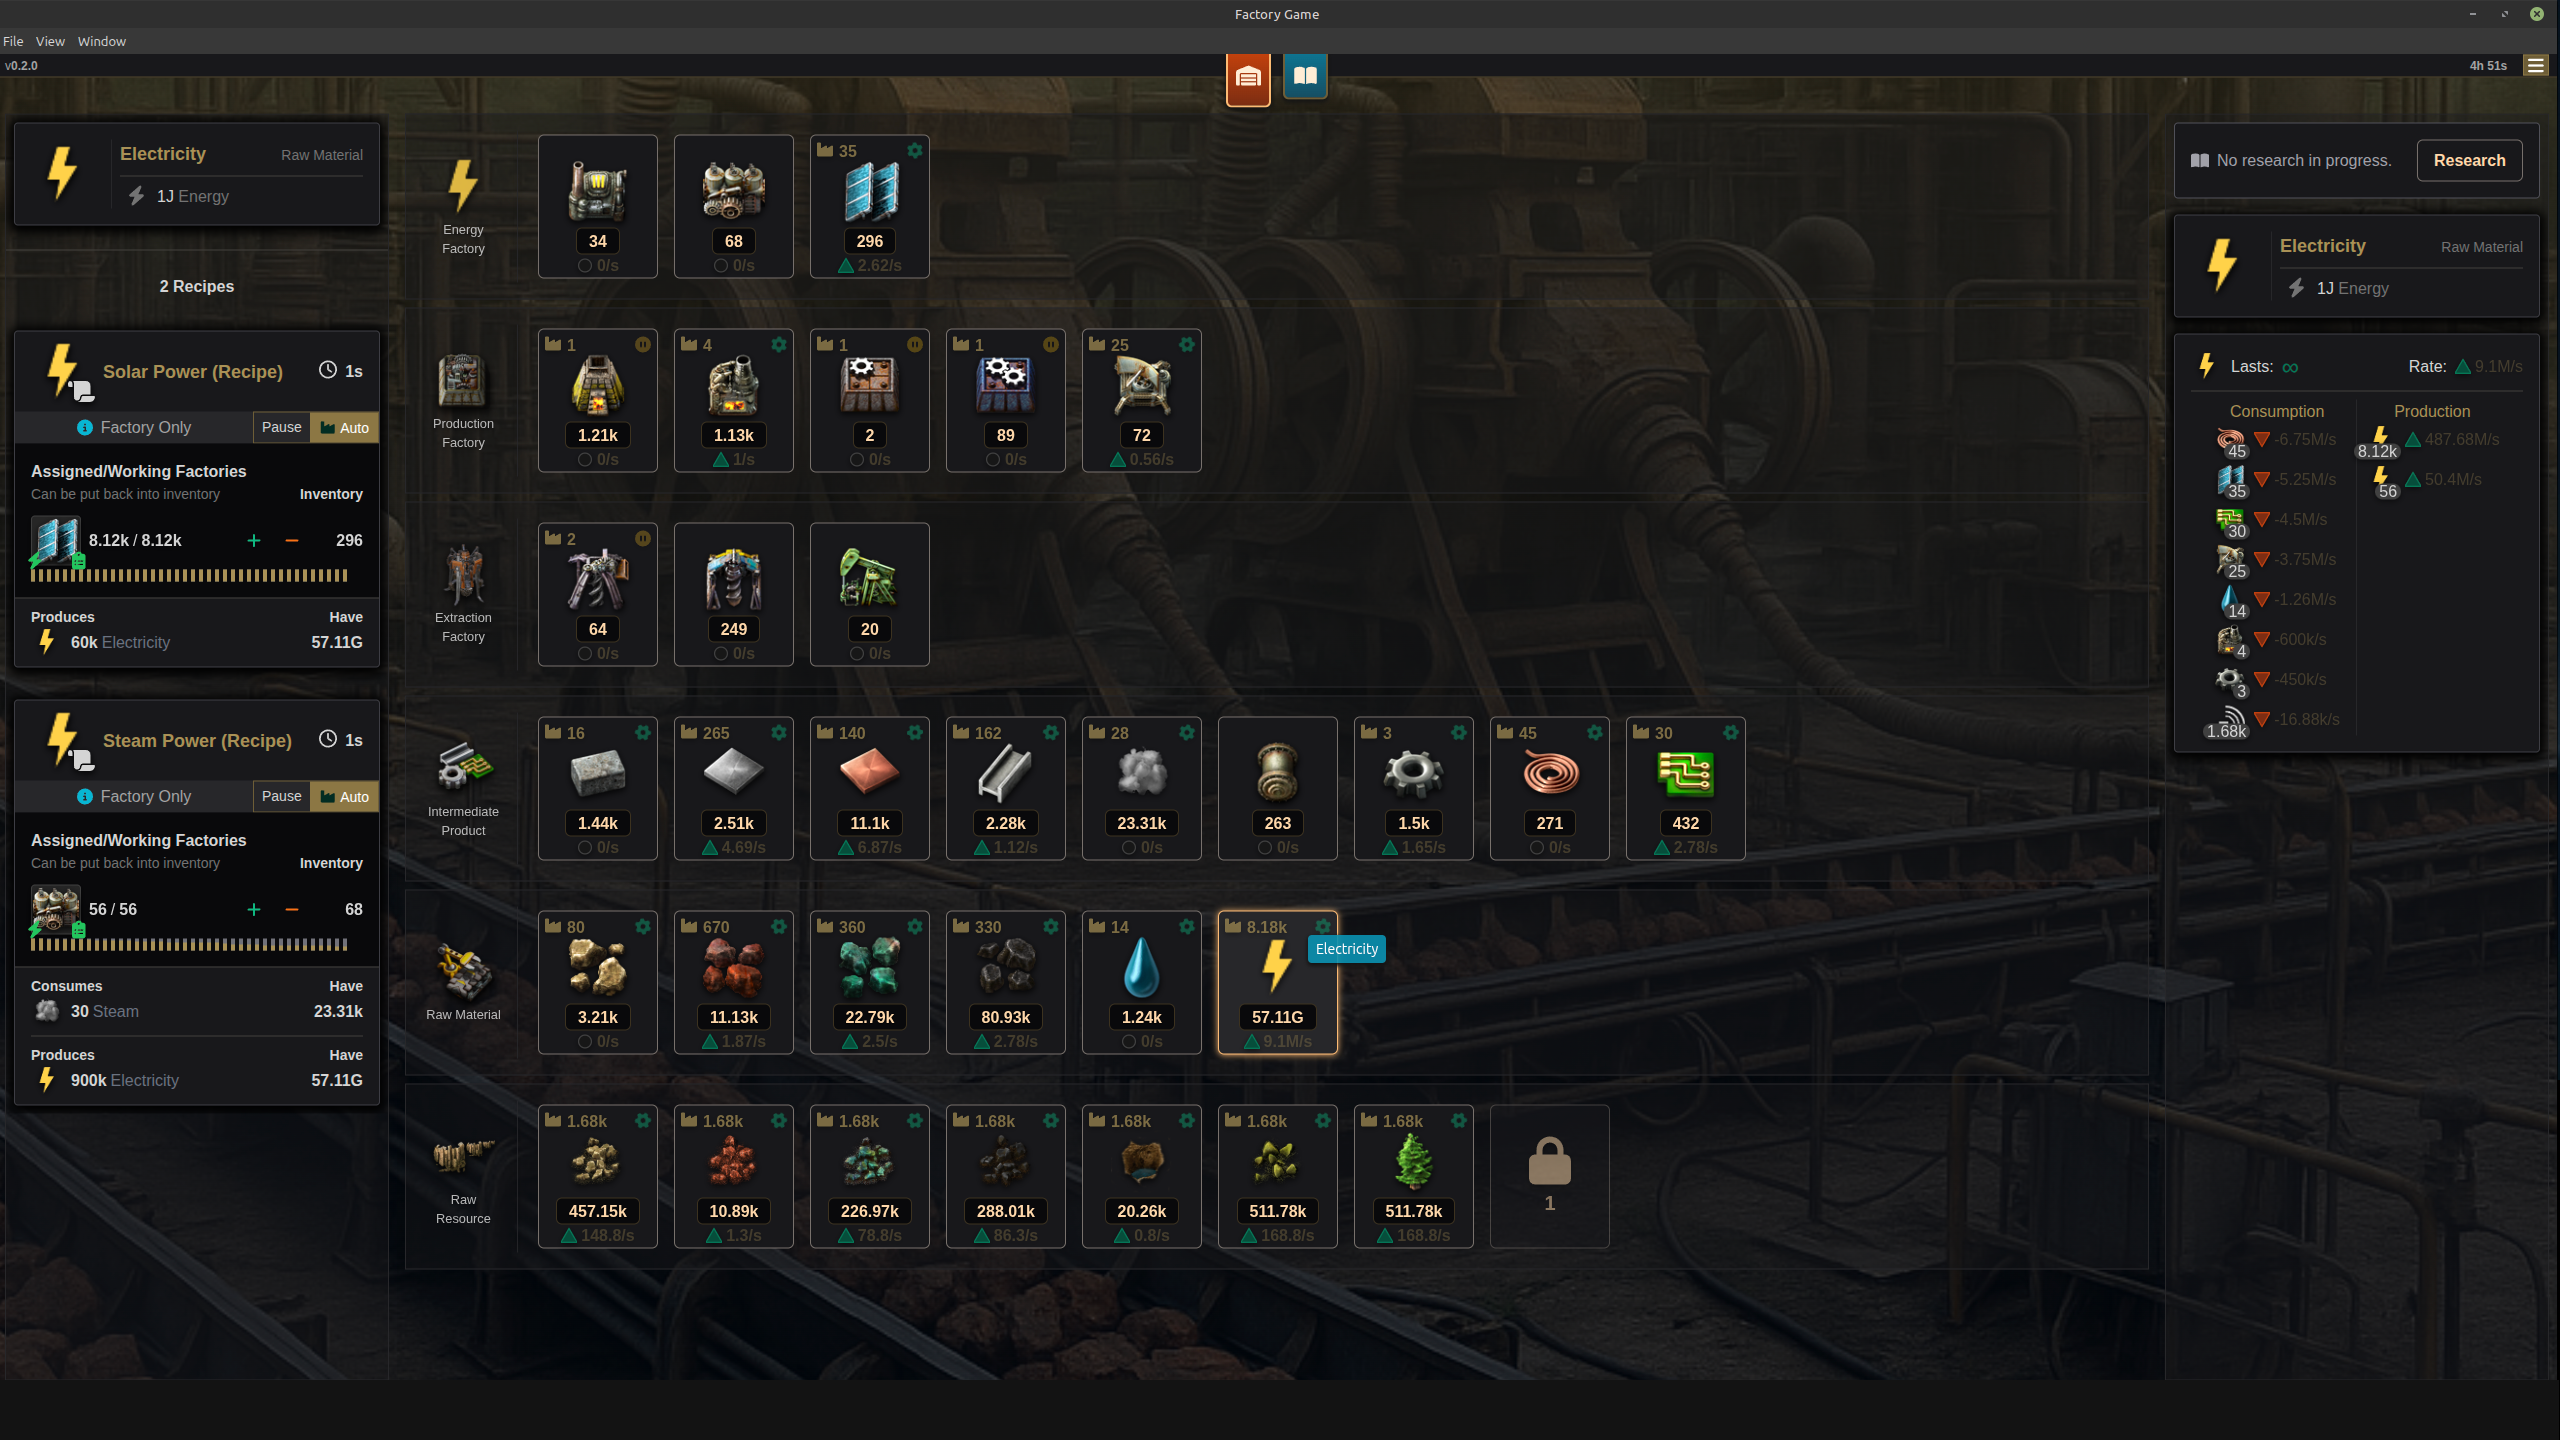 Factory Game
File View Window
v0.2.0
4h 51s
Electricity Raw Material
1J Energy
2 Recipes
Solar Power (Recipe) 1s
Factory Only Pause Auto
Assigned/Working Factories
Can be put back into inventory Inventory
8.12k / 8.12k + − 296
Produces Have
60k Electricity 57.11G
Steam Power (Recipe) 1s
Factory Only Pause Auto
Assigned/Working Factories
Can be put back into inventory Inventory
56 / 56 + − 68
Consumes Have
30 Steam 23.31k
Produces Have
900k Electricity 57.11G
Energy
Factory
35
34 68 296
0/s 0/s 2.62/s
Production
Factory
1 4 1 1 25
1.21k 1.13k 2 89 72
0/s 1/s 0/s 0/s 0.56/s
Extraction
Factory
2
64 249 20
0/s 0/s 0/s
Intermediate
Product
16 265 140 162 28 3 45 30
1.44k 2.51k 11.1k 2.28k 23.31k 263 1.5k 271 432
0/s 4.69/s 6.87/s 1.12/s 0/s 0/s 1.65/s 0/s 2.78/s
Raw Material
80 670 360 330 14 8.18k
Electricity
3.21k 11.13k 22.79k 80.93k 1.24k 57.11G
0/s 1.87/s 2.5/s 2.78/s 0/s 9.1M/s
Raw
Resource
1.68k 1.68k 1.68k 1.68k 1.68k 1.68k 1.68k
1
457.15k 10.89k 226.97k 288.01k 20.26k 511.78k 511.78k
148.8/s 1.3/s 78.8/s 86.3/s 0.8/s 168.8/s 168.8/s
No research in progress. Research
Electricity Raw Material
1J Energy
Lasts: ∞ Rate: 9.1M/s
Consumption Production
45 -6.75M/s 8.12k 487.68M/s
35 -5.25M/s 56 50.4M/s
30 -4.5M/s
25 -3.75M/s
14 -1.26M/s
4 -600k/s
3 -450k/s
1.68k -16.88k/s